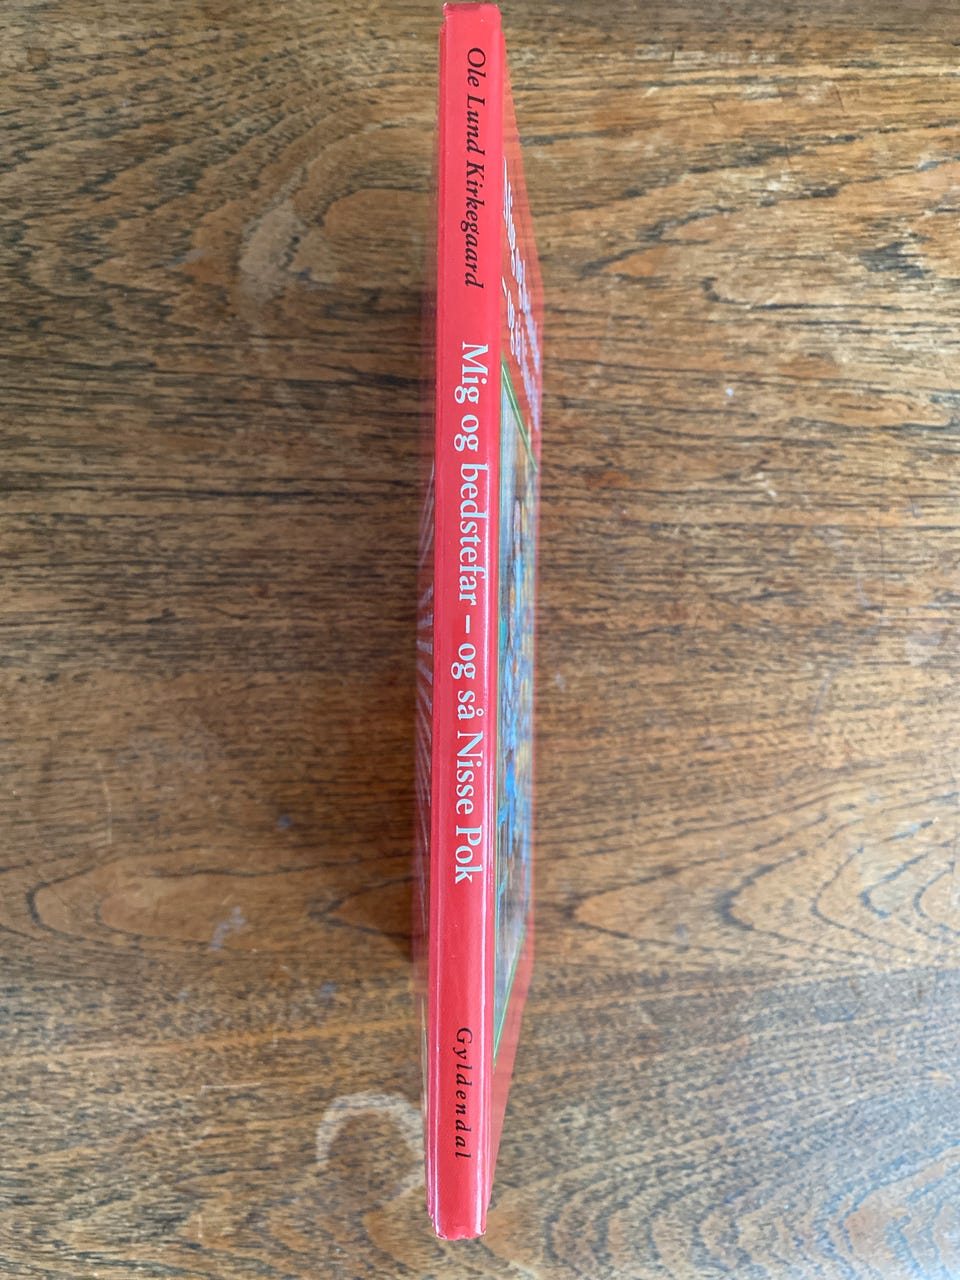 Ole Lund Kirkegaard
Mig og bedstefar – og så Nisse Pok
Gyldendal